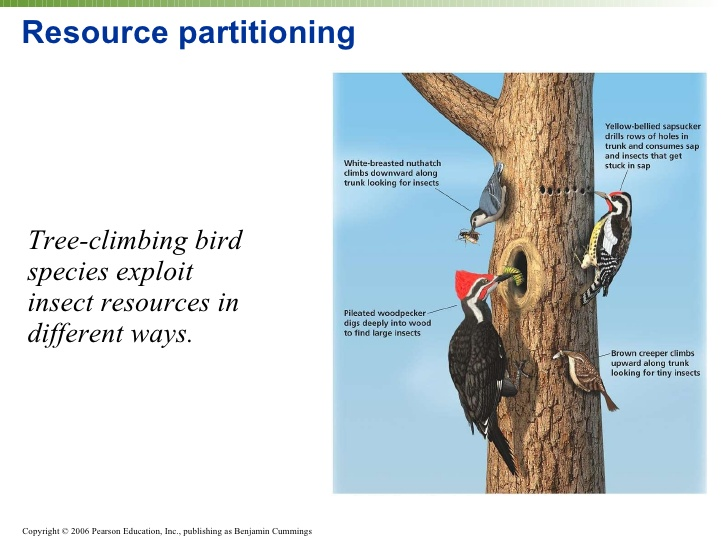 Resource partitioning
Yellow-bellied sapsucker
drills rows of holes in
trunk and consumes sap
and insects that get
stuck in sap
White-breasted nuthatch
climbs downward along
trunk looking for insects
Tree-climbing bird
species exploit
insect resources in
different ways.
Pileated woodpecker
digs deeply into wood
to find large insects
Brown creeper climbs
upward along trunk
looking for tiny insects
Copyright © 2006 Pearson Education, Inc., publishing as Benjamin Cummings